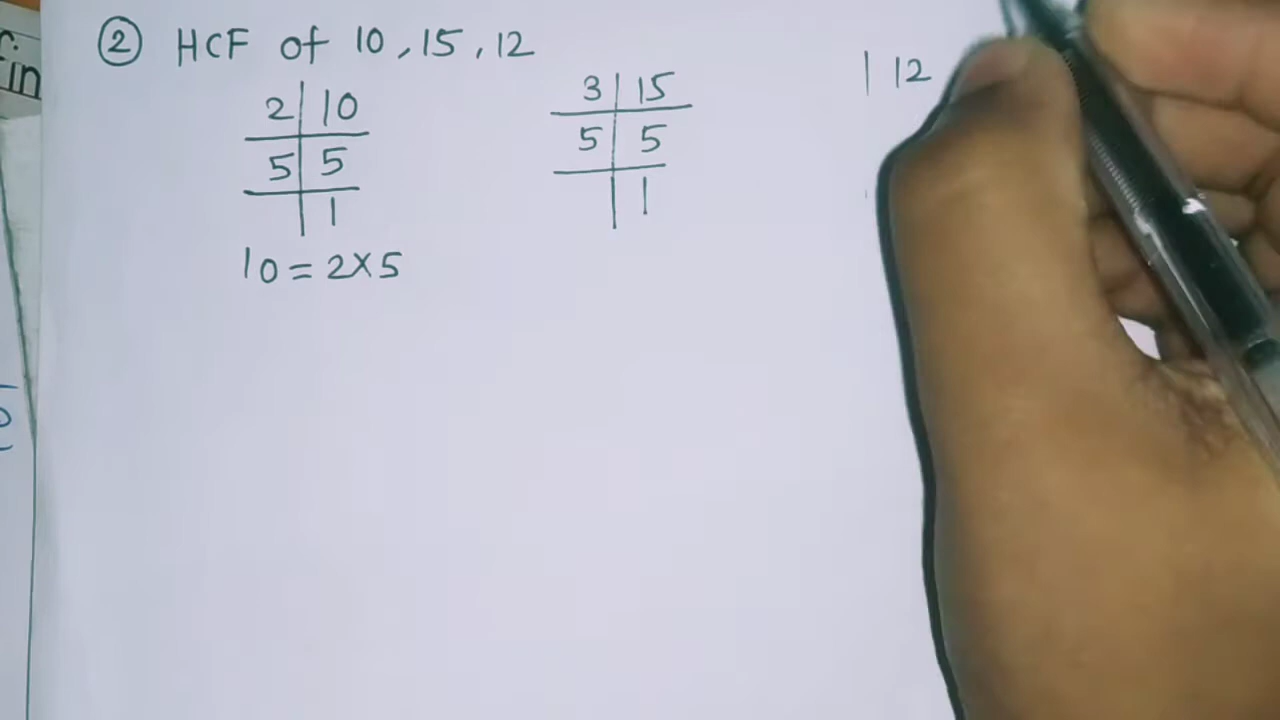 ② HCF of 10, 15, 12
2 | 10
5 | 5
| 1
10 = 2 × 5
3 | 15
5 | 5
| 1
| 12
in